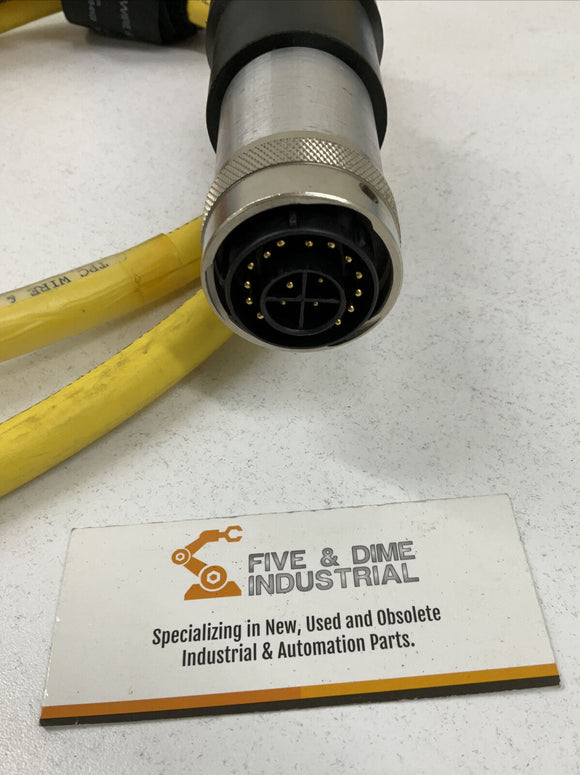 TPC WIRE &
FIVE & DIME
INDUSTRIAL
Specializing in New, Used and Obsolete
Industrial & Automation Parts.